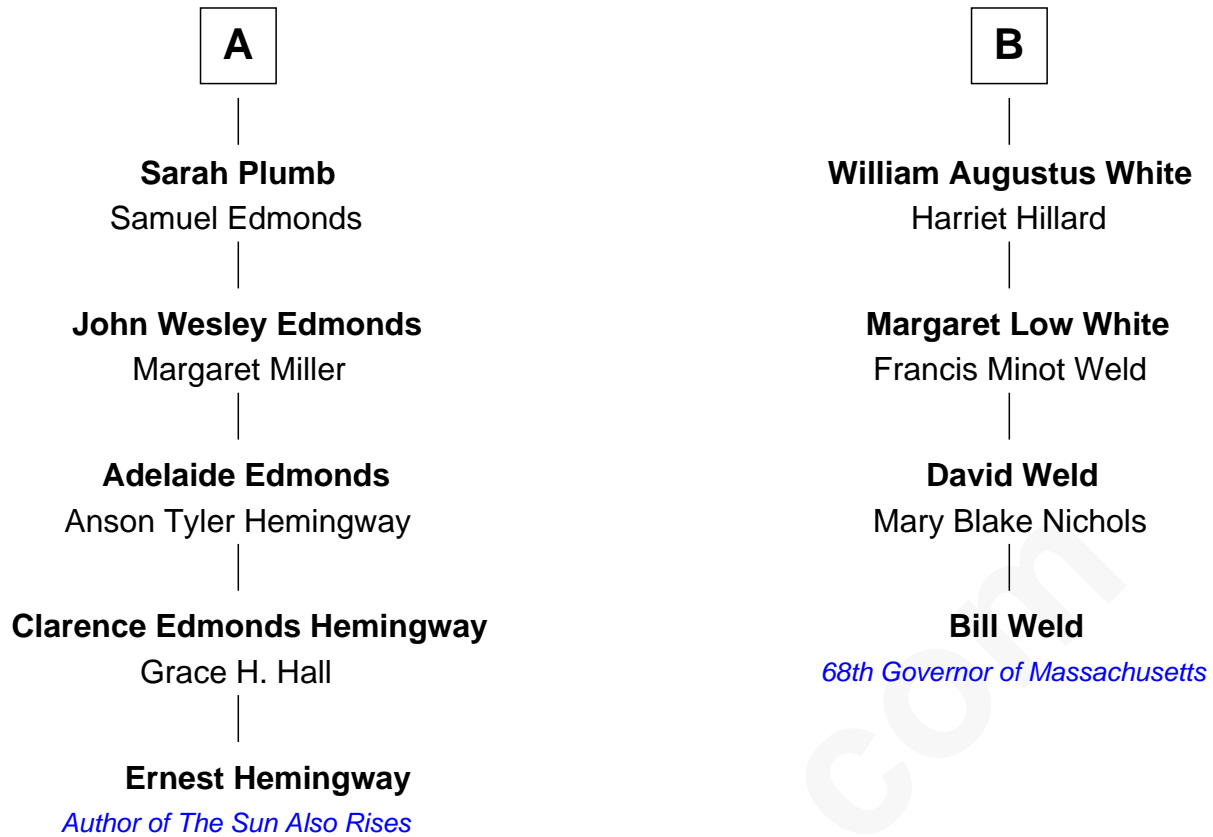 A
Sarah Plumb
Samuel Edmonds
John Wesley Edmonds
Margaret Miller
Adelaide Edmonds
Anson Tyler Hemingway
Clarence Edmonds Hemingway
Grace H. Hall
Ernest Hemingway
Author of The Sun Also Rises
B
William Augustus White
Harriet Hillard
Margaret Low White
Francis Minot Weld
David Weld
Mary Blake Nichols
Bill Weld
68th Governor of Massachusetts
com